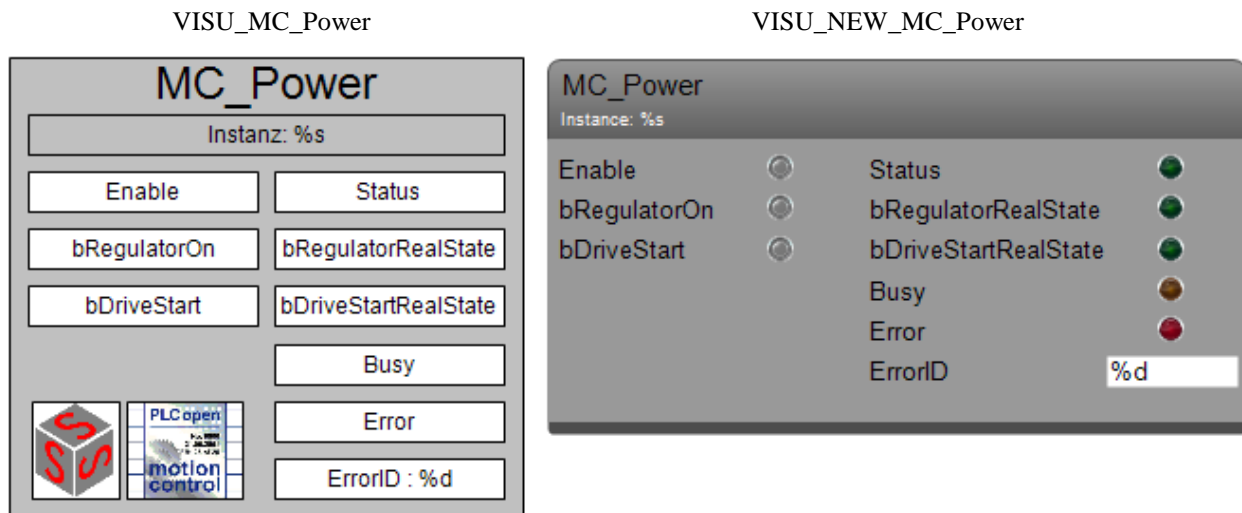 VISU_MC_Power
MC_Power
Instanz: %s
Enable
Status
bRegulatorOn
bRegulatorRealState
bDriveStart
bDriveStartRealState
Busy
Error
ErrorID : %d
SSS
PLCopen
motion
control
VISU_NEW_MC_Power
MC_Power
Instance: %s
Enable
Status
bRegulatorOn
bRegulatorRealState
bDriveStart
bDriveStartRealState
Busy
Error
ErrorID
%d